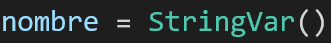 nombre = StringVar()